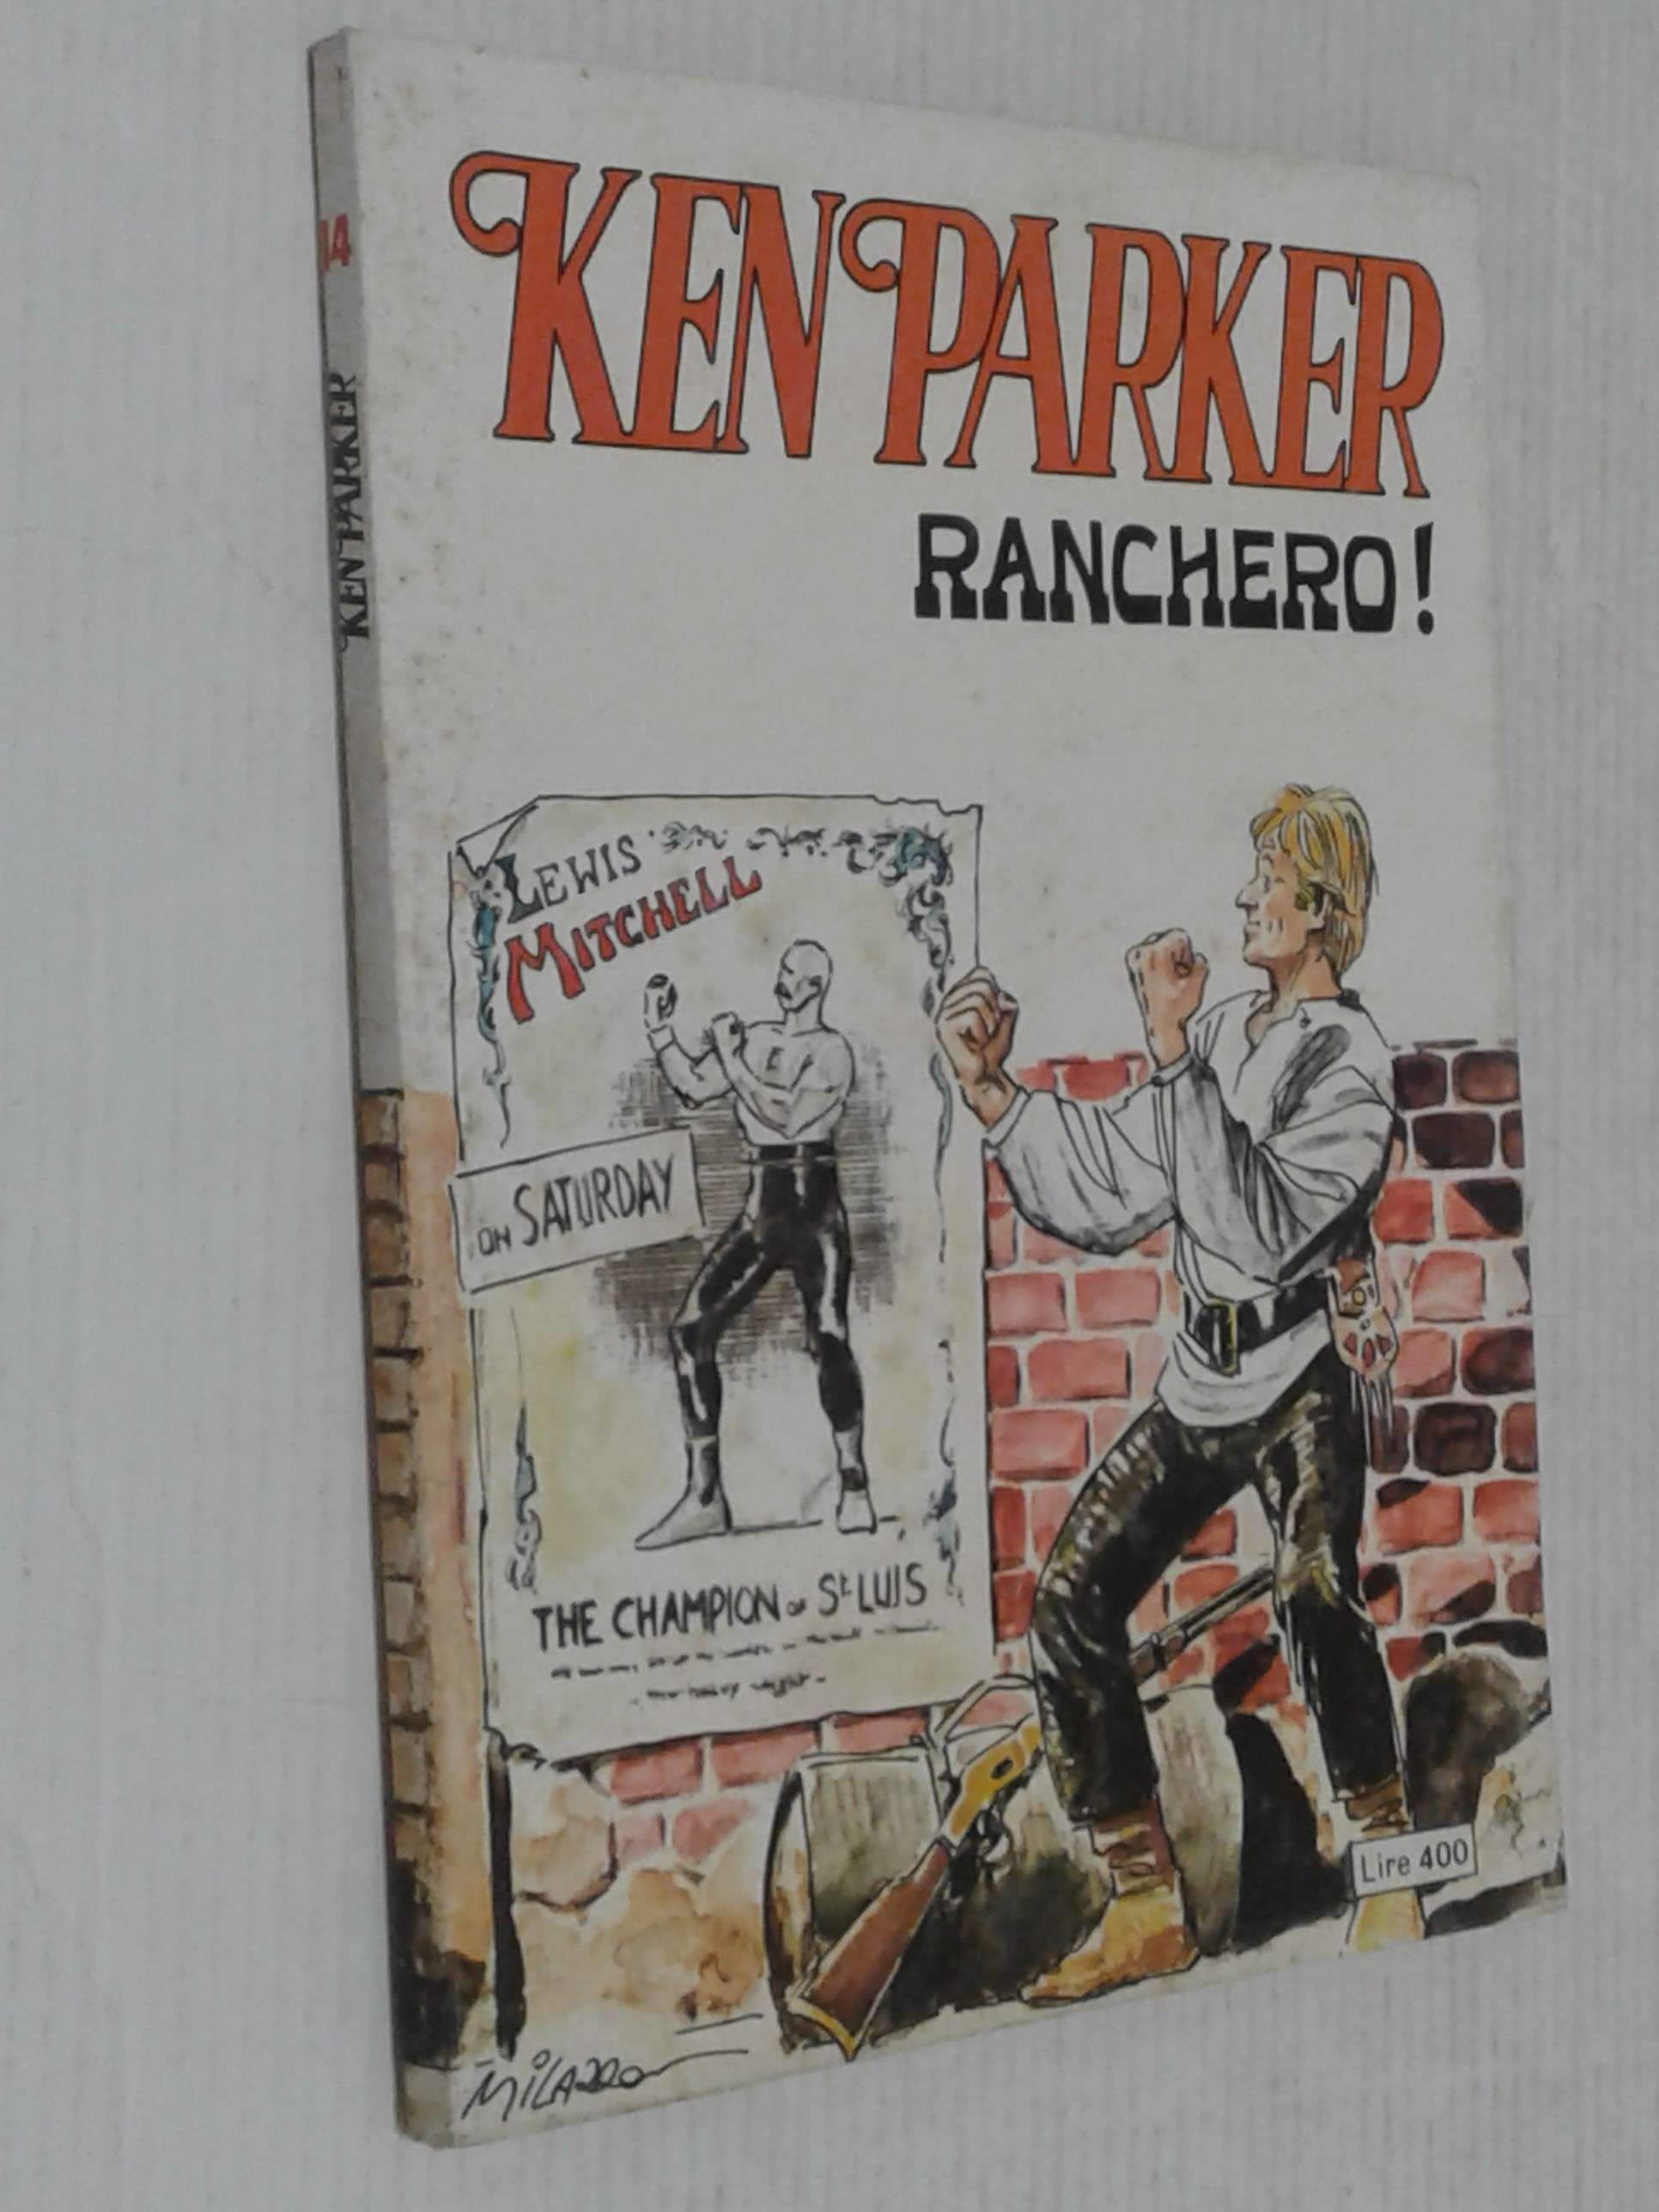 14
KEN PARKER
KEN PARKER
RANCHERO!
LEWIS
MITCHELL
ON SATURDAY
THE CHAMPION OF St LUIS
Lire 400
MILAZZO